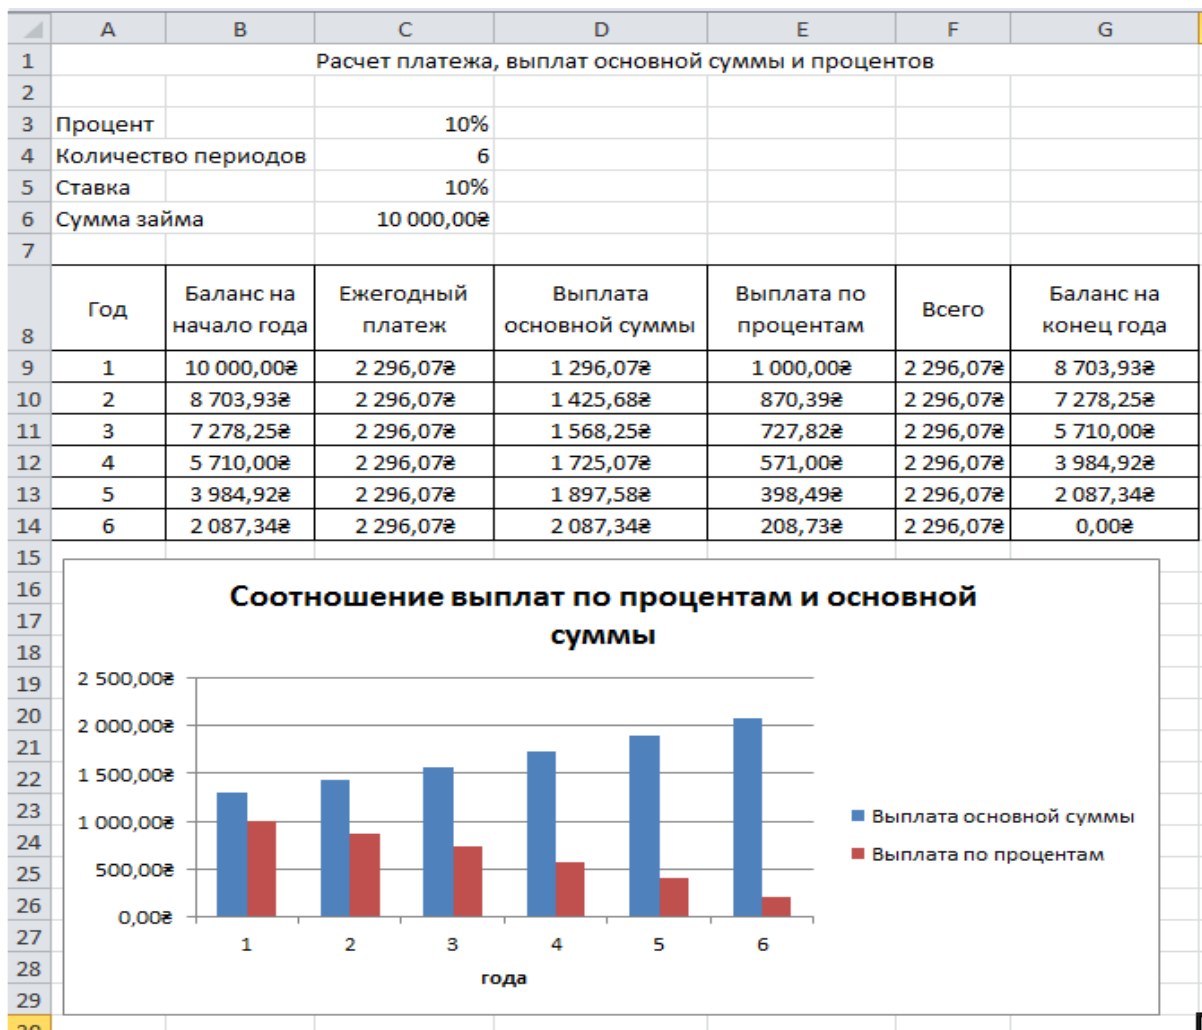 A B C D E F G
1 Расчет платежа, выплат основной суммы и процентов
2
3 Процент 10%
4 Количество периодов 6
5 Ставка 10%
6 Сумма займа 10 000,00₴
7
8 Год Баланс на начало года Ежегодный платеж Выплата основной суммы Выплата по процентам Всего Баланс на конец года
9 1 10 000,00₴ 2 296,07₴ 1 296,07₴ 1 000,00₴ 2 296,07₴ 8 703,93₴
10 2 8 703,93₴ 2 296,07₴ 1 425,68₴ 870,39₴ 2 296,07₴ 7 278,25₴
11 3 7 278,25₴ 2 296,07₴ 1 568,25₴ 727,82₴ 2 296,07₴ 5 710,00₴
12 4 5 710,00₴ 2 296,07₴ 1 725,07₴ 571,00₴ 2 296,07₴ 3 984,92₴
13 5 3 984,92₴ 2 296,07₴ 1 897,58₴ 398,49₴ 2 296,07₴ 2 087,34₴
14 6 2 087,34₴ 2 296,07₴ 2 087,34₴ 208,73₴ 2 296,07₴ 0,00₴
15
16
17
18
19
20
21
22
23
24
25
26
27
28
29
Соотношение выплат по процентам и основной
суммы
2 500,00₴
2 000,00₴
1 500,00₴
1 000,00₴
500,00₴
0,00₴
1 2 3 4 5 6
года
Выплата основной суммы
Выплата по процентам